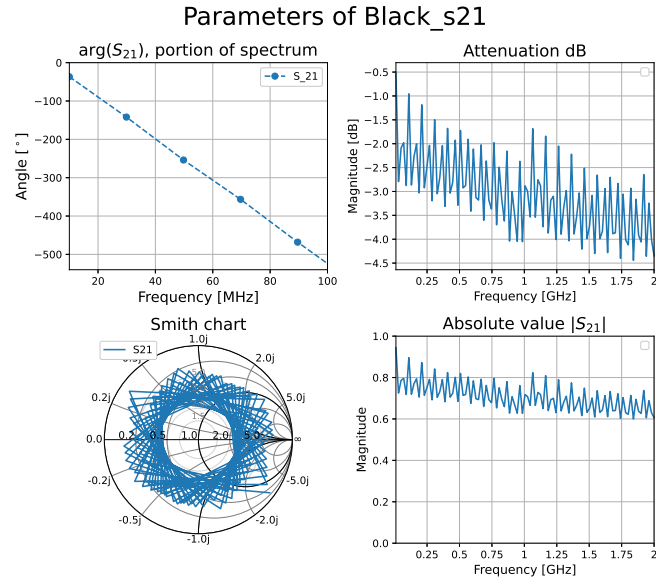 Parameters of Black_s21
arg(S21), portion of spectrum
S_21
0
−100
−200
−300
−400
−500
Angle [°]
20 40 60 80 100
Frequency [MHz]
Attenuation dB
−0.5
−1.0
−1.5
−2.0
−2.5
−3.0
−3.5
−4.0
−4.5
Magnitude [dB]
0.25 0.5 0.75 1 1.25 1.5 1.75 2
Frequency [GHz]
Smith chart
S21
1.0j
2.0j
0.2j 5.0j
0.0 0.2 0.5 1.0 2.0 5.0 ∞
-0.2j -5.0j
-0.5j -2.0j
-1.0j
Absolute value |S21|
1.0
0.8
0.6
0.4
0.2
0.0
Magnitude
0.25 0.5 0.75 1 1.25 1.5 1.75 2
Frequency [GHz]